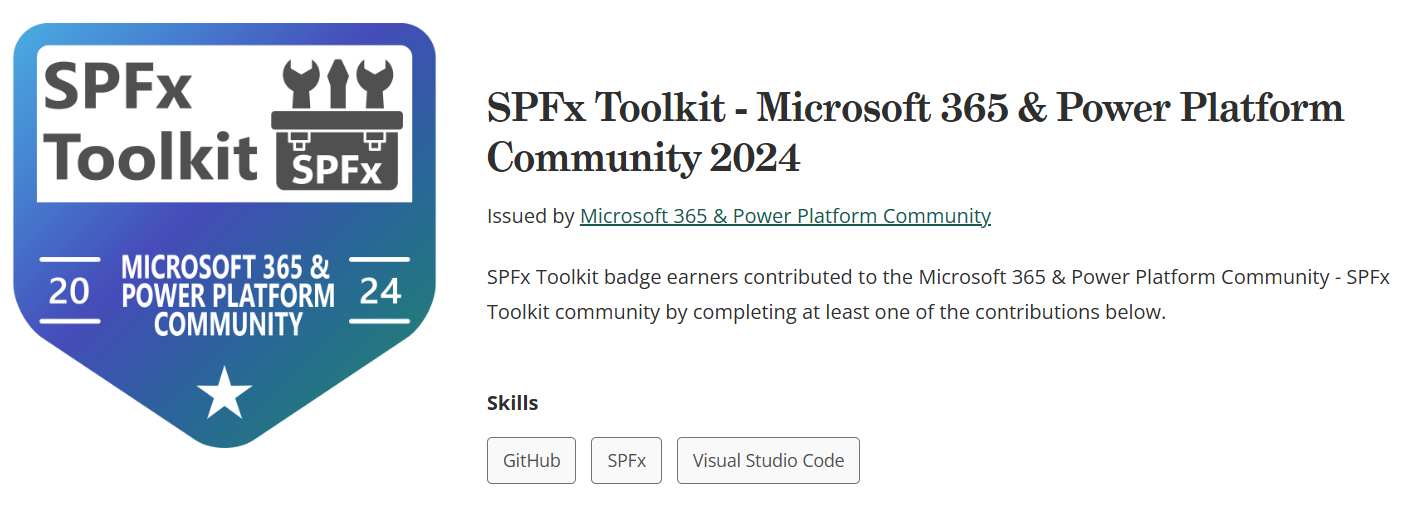 SPFx
Toolkit
SPFx
20
MICROSOFT 365 &
POWER PLATFORM
COMMUNITY
24
SPFx Toolkit - Microsoft 365 & Power Platform
Community 2024
Issued by Microsoft 365 & Power Platform Community
SPFx Toolkit badge earners contributed to the Microsoft 365 & Power Platform Community - SPFx
Toolkit community by completing at least one of the contributions below.
Skills
GitHub
SPFx
Visual Studio Code